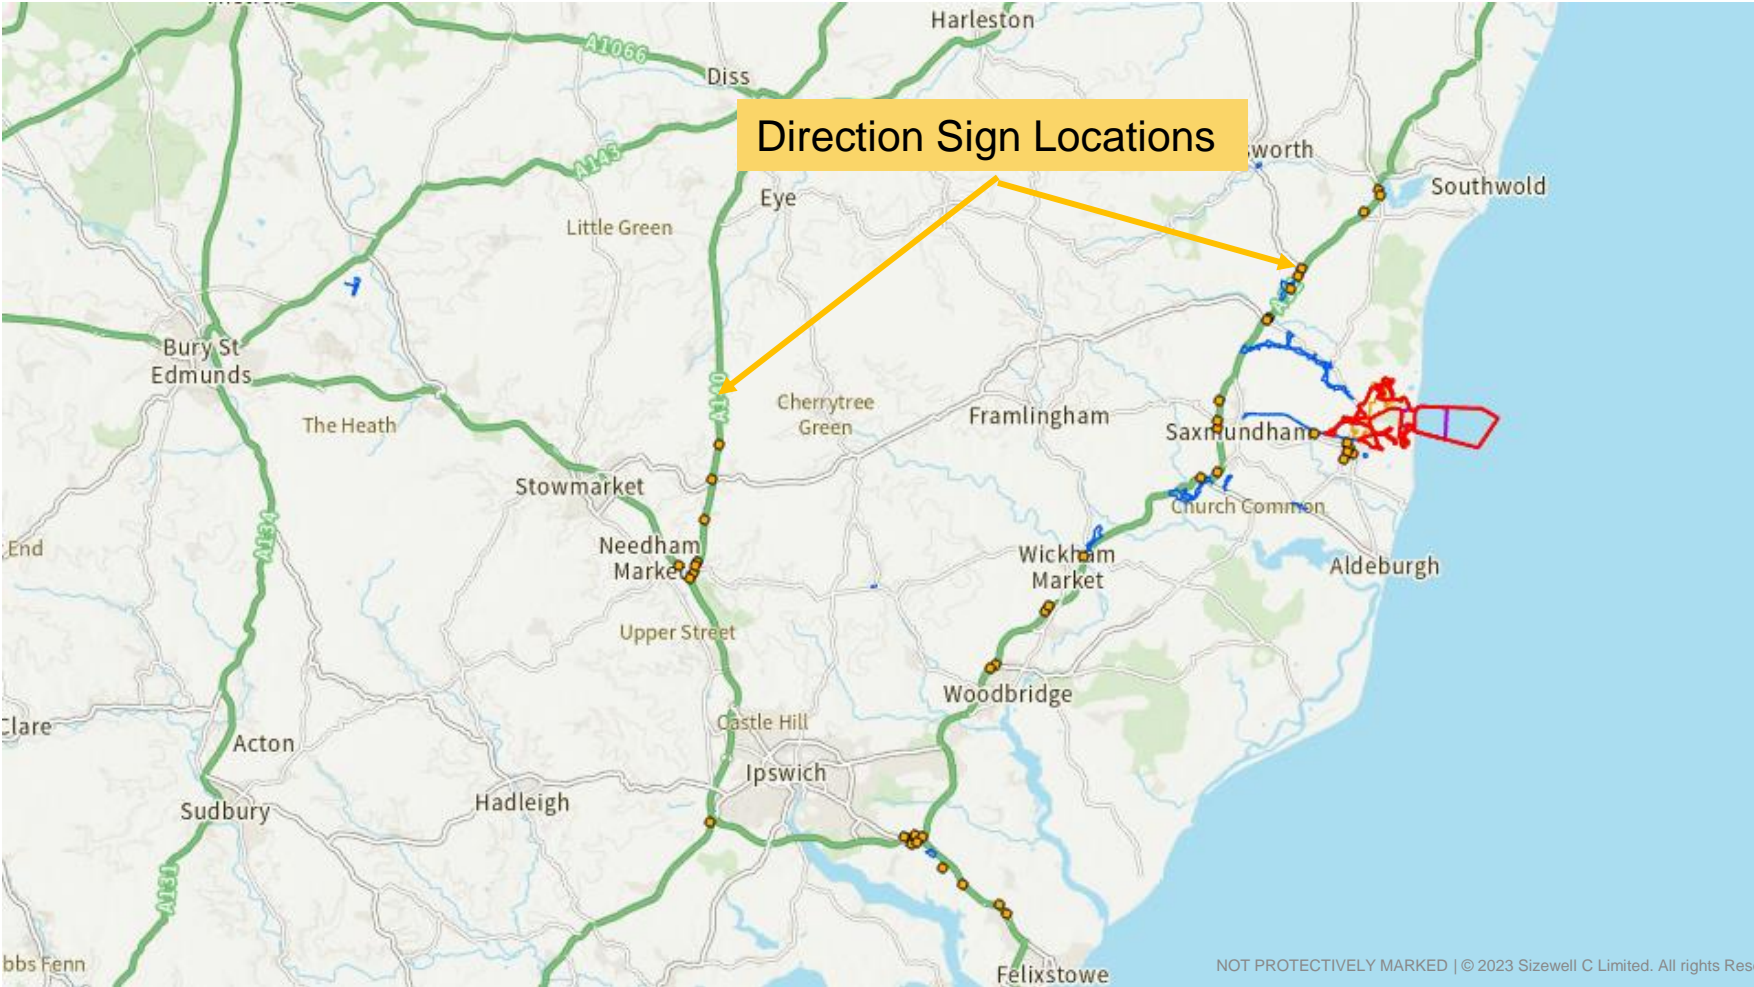 Harleston
A1066
Diss
Direction Sign Locations
sworth
A143
Southwold
Eye
Little Green
Bury St
Edmunds
A140
Cherrytree
Green
Framlingham
The Heath
Saxmundham
Stowmarket
Church Common
A134
End
Needham
Market
Wickham
Market
Aldeburgh
Upper Street
Woodbridge
Clare
Castle Hill
Acton
Ipswich
Hadleigh
Sudbury
A131
bbs Fenn
Felixstowe
NOT PROTECTIVELY MARKED | © 2023 Sizewell C Limited. All rights Res